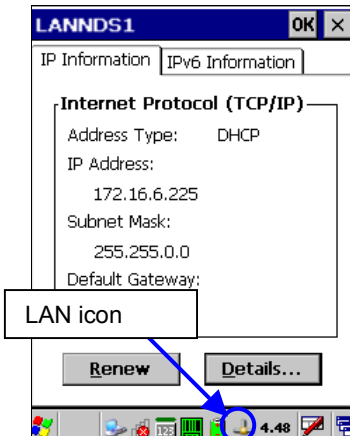 LANNDS1 OK ×
IP Information IPv6 Information
Internet Protocol (TCP/IP)
Address Type: DHCP
IP Address:
172.16.6.225
Subnet Mask:
255.255.0.0
Default Gateway:
LAN icon
Renew Details...
123 4.48